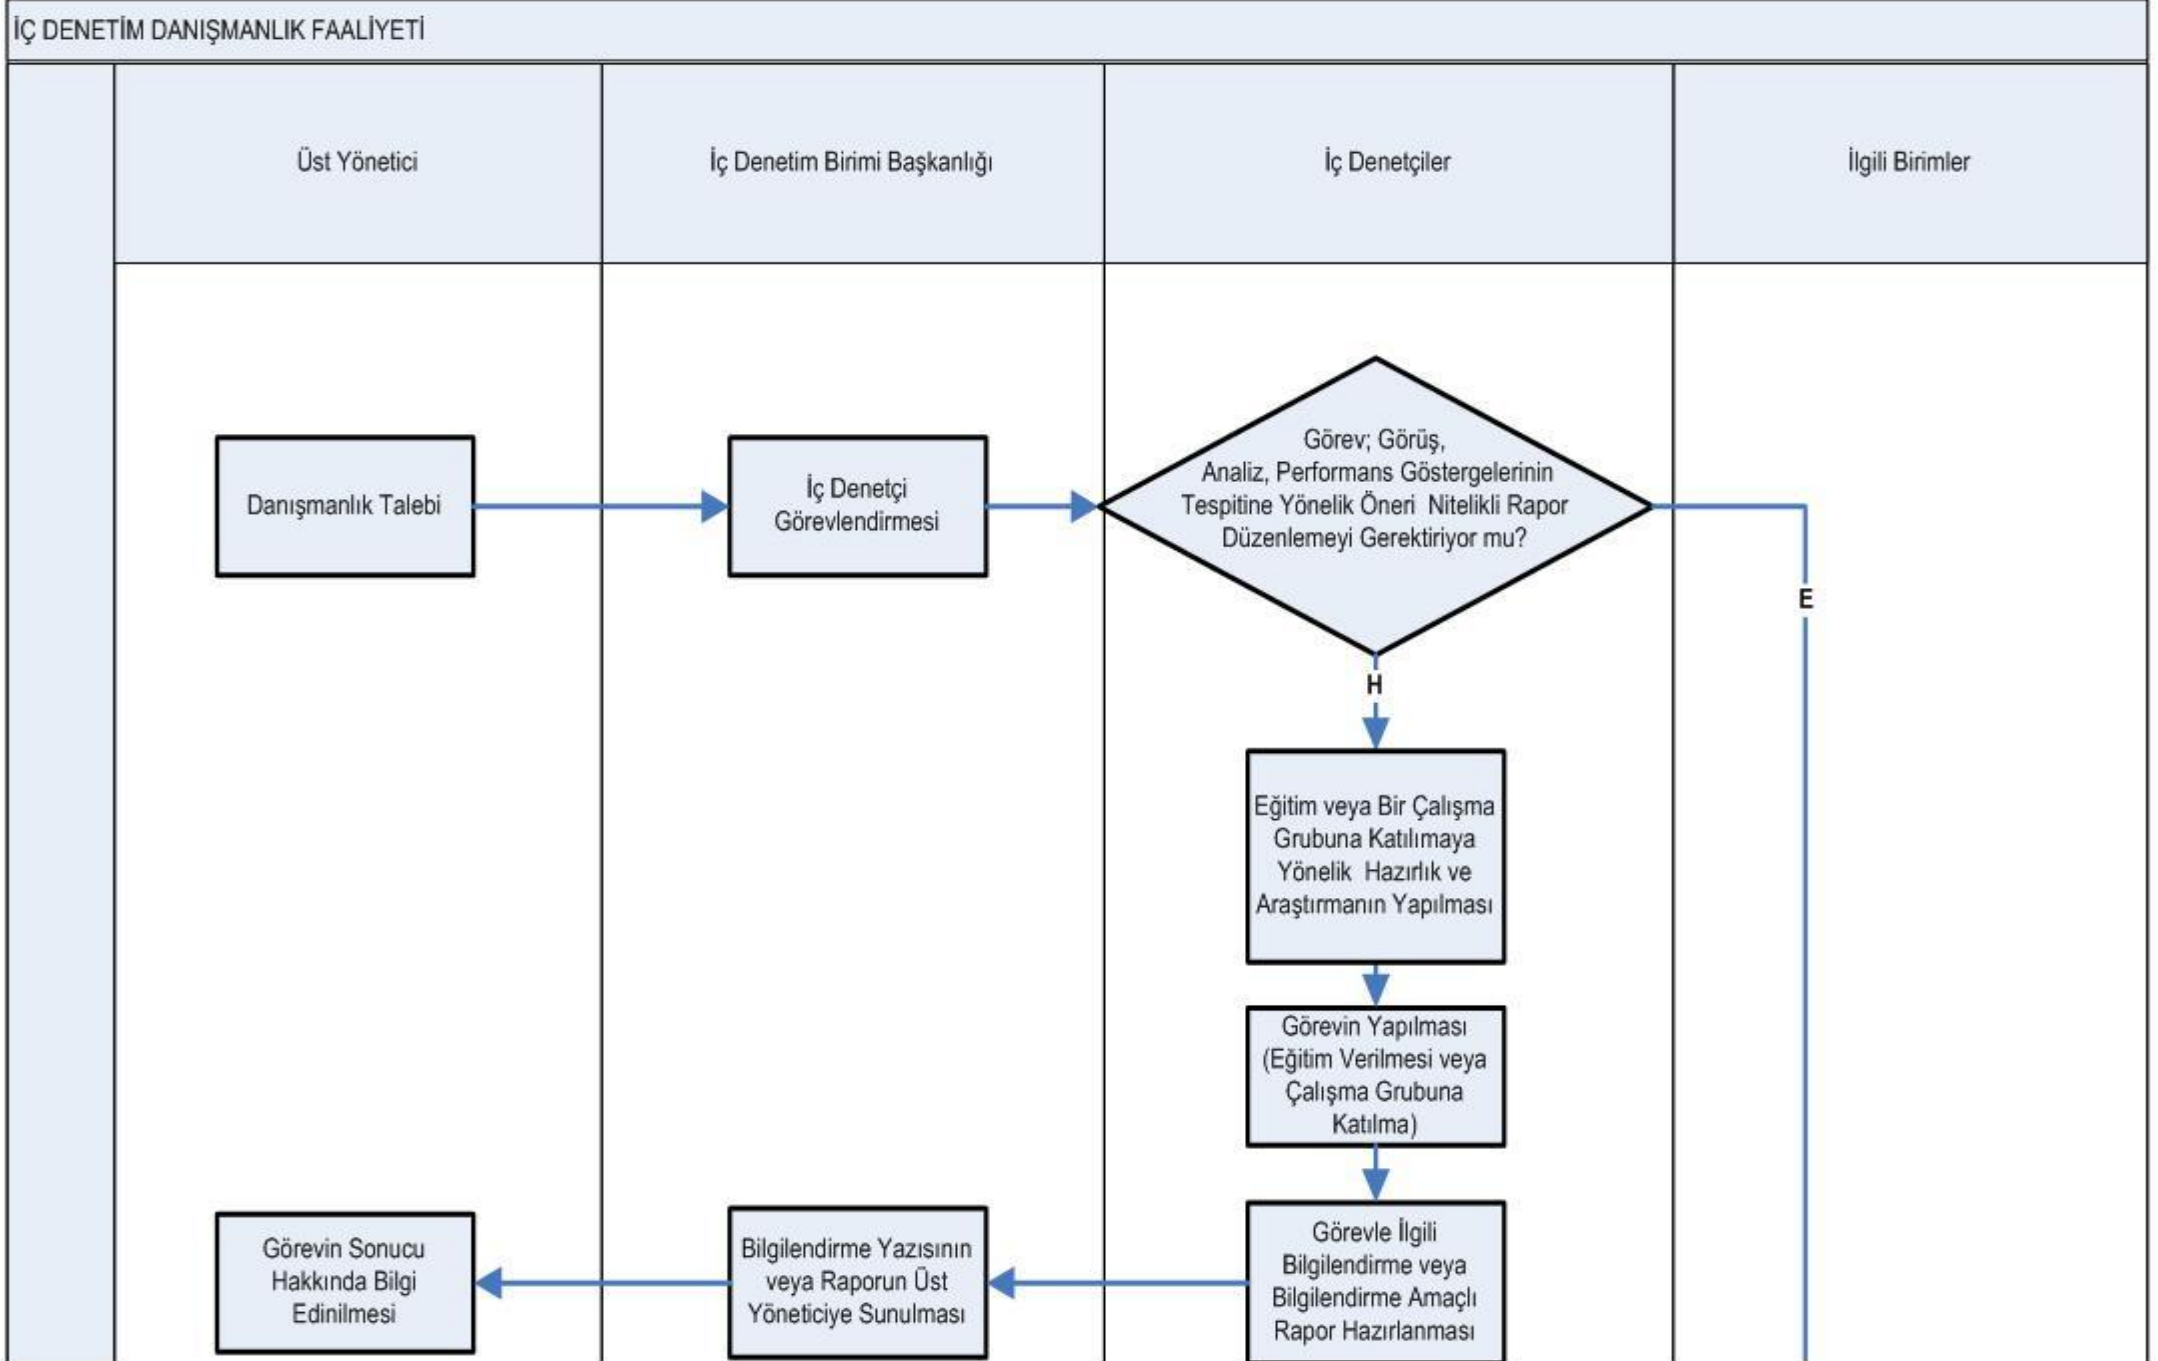 İÇ DENETİM DANIŞMANLIK FAALİYETİ
Üst Yönetici
İç Denetim Birimi Başkanlığı
İç Denetçiler
İlgili Birimler
Danışmanlık Talebi
İç Denetçi
Görevlendirmesi
Görev; Görüş,
Analiz, Performans Göstergelerinin
Tespitine Yönelik Öneri Nitelikli Rapor
Düzenlemeyi Gerektiriyor mu?
E
H
Eğitim veya Bir Çalışma
Grubuna Katılımaya
Yönelik Hazırlık ve
Araştırmanın Yapılması
Görevin Yapılması
(Eğitim Verilmesi veya
Çalışma Grubuna
Katılma)
Görevin Sonucu
Hakkında Bilgi
Edinilmesi
Bilgilendirme Yazısının
veya Raporun Üst
Yöneticiye Sunulması
Görevle İlgili
Bilgilendirme veya
Bilgilendirme Amaçlı
Rapor Hazırlanması